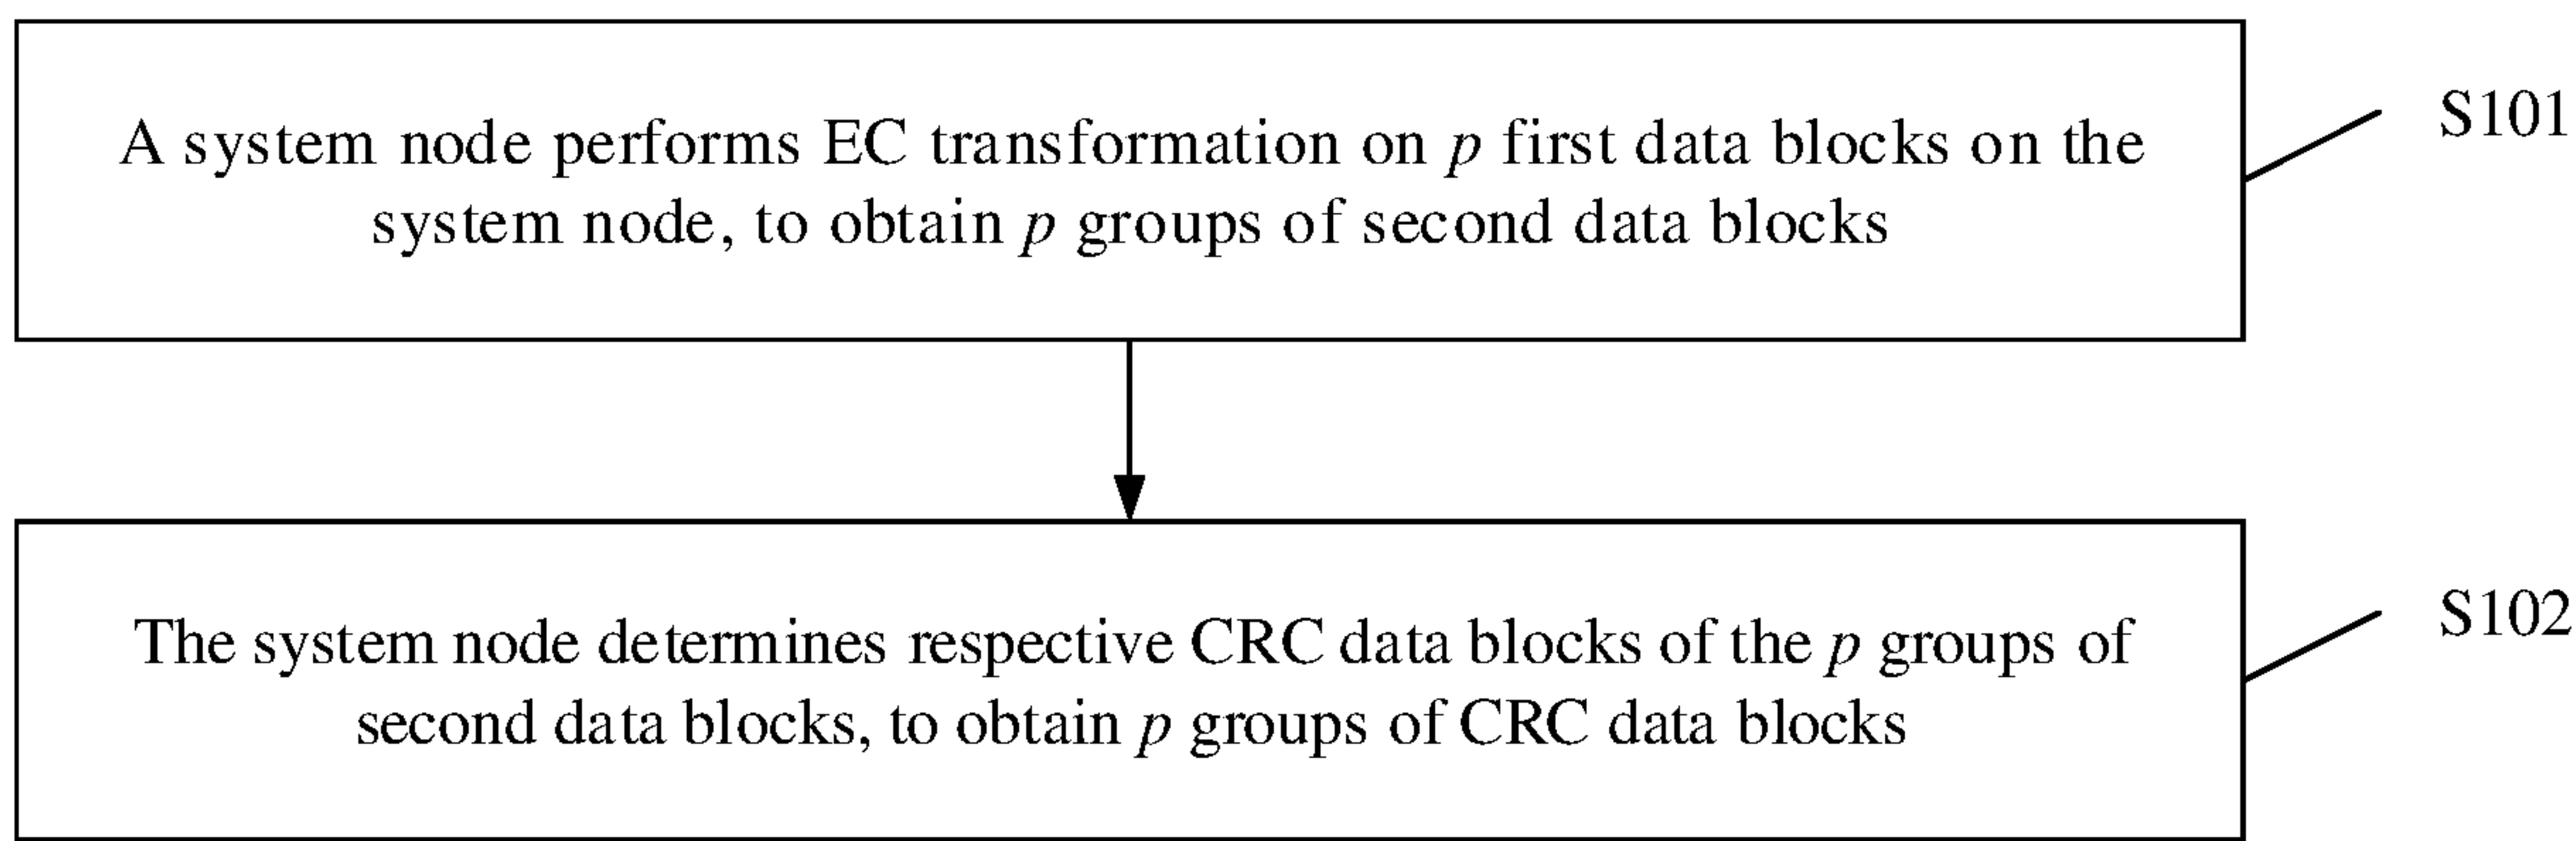 A system node performs EC transformation on p first data blocks on the
system node, to obtain p groups of second data blocks
S101
The system node determines respective CRC data blocks of the p groups of
second data blocks, to obtain p groups of CRC data blocks
S102